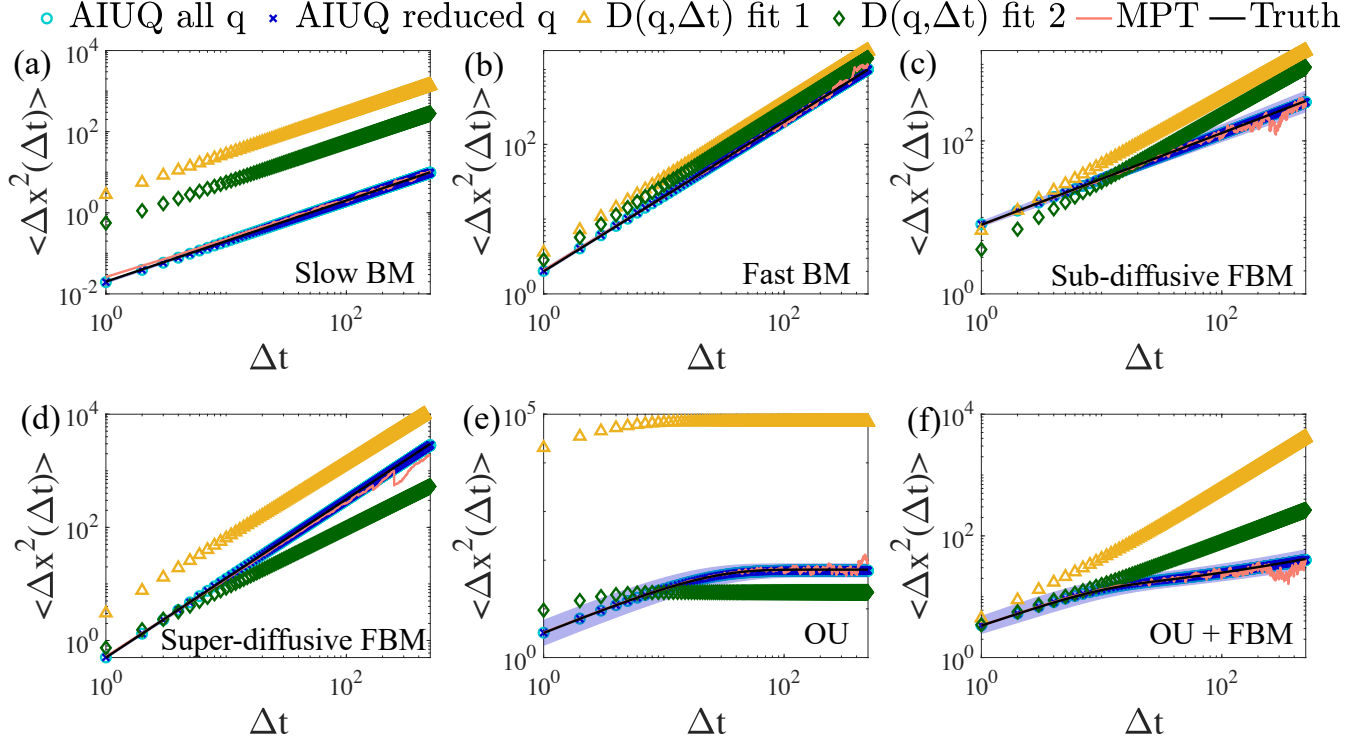 AIUQ all q AIUQ reduced q D(q,Δt) fit 1 D(q,Δt) fit 2 MPT Truth
(a)
10^4
10^2
10^0
10^-2
<Δx^2(Δt)>
Slow BM
10^0
10^2
Δt
(b)
10^2
10^0
<Δx^2(Δt)>
Fast BM
10^0
10^2
Δt
(c)
10^2
10^0
<Δx^2(Δt)>
Sub-diffusive FBM
10^0
10^2
Δt
(d)
10^4
10^2
10^0
<Δx^2(Δt)>
Super-diffusive FBM
10^0
10^2
Δt
(e)
10^5
10^0
<Δx^2(Δt)>
OU
10^0
10^2
Δt
(f)
10^4
10^3
10^2
10^1
10^0
<Δx^2(Δt)>
OU + FBM
10^0
10^2
Δt